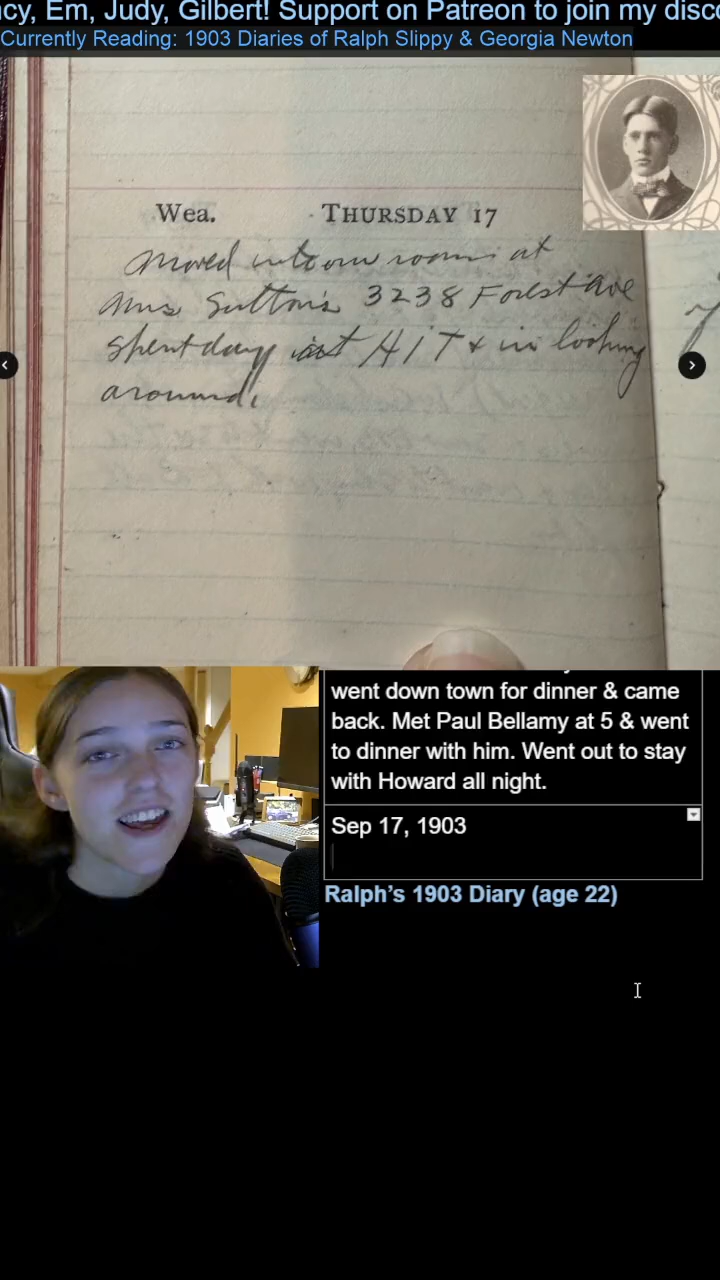 cy, Em, Judy, Gilbert! Support on Patreon to join my disco
Currently Reading: 1903 Diaries of Ralph Slippy & Georgia Newton
Wea. THURSDAY 17
Moved into our rooms at
Mrs Sutton's 3238 Forest Ave
Spent day at AIT & in looking
around.
went down town for dinner & came
back. Met Paul Bellamy at 5 & went
to dinner with him. Went out to stay
with Howard all night.
Sep 17, 1903
Ralph's 1903 Diary (age 22)